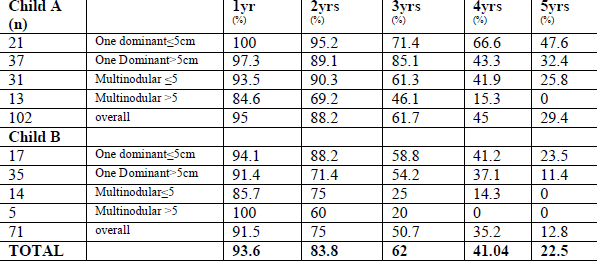 Child A (n) 1yr (%) 2yrs (%) 3yrs (%) 4yrs (%) 5yrs (%)
21 One dominant≤5cm 100 95.2 71.4 66.6 47.6
37 One Dominant>5cm 97.3 89.1 85.1 43.3 32.4
31 Multinodular ≤5 93.5 90.3 61.3 41.9 25.8
13 Multinodular >5 84.6 69.2 46.1 15.3 0
102 overall 95 88.2 61.7 45 29.4
Child B
17 One dominant≤5cm 94.1 88.2 58.8 41.2 23.5
35 One Dominant>5cm 91.4 71.4 54.2 37.1 11.4
14 Multinodular≤5 85.7 75 25 14.3 0
5 Multinodular >5 100 60 20 0 0
71 overall 91.5 75 50.7 35.2 12.8
TOTAL 93.6 83.8 62 41.04 22.5